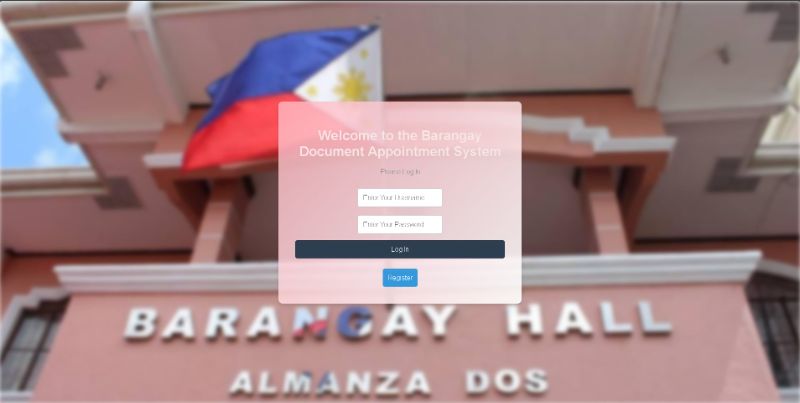 Welcome to the Barangay
Document Appointment System
Please Log In
Enter Your Username
Enter Your Password
Log In
Register
BARANGAY HALL
ALMANZA DOS